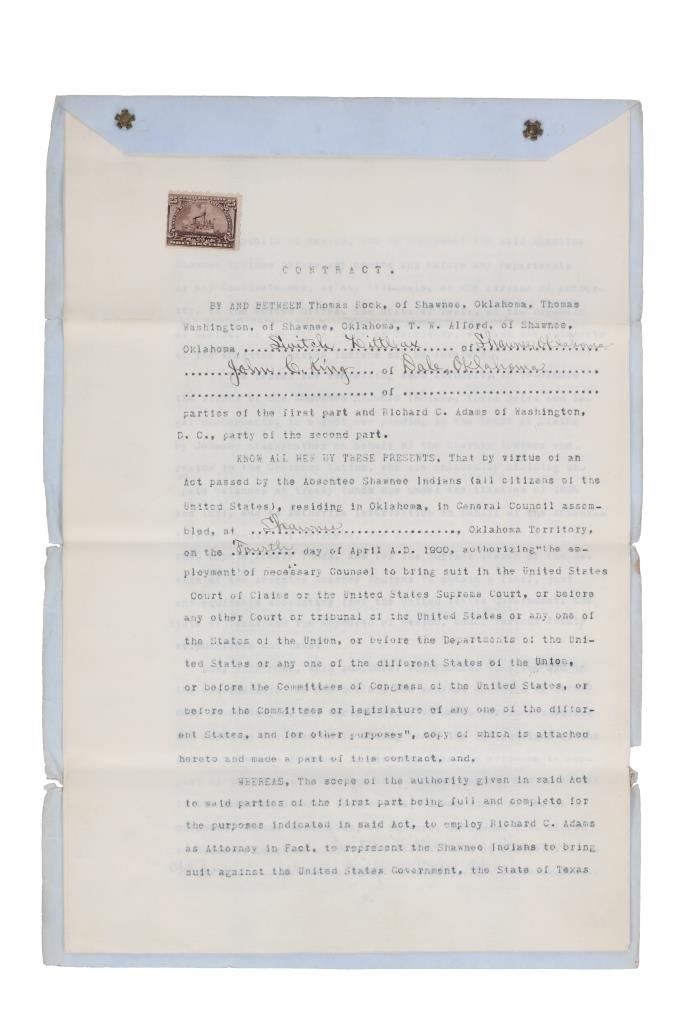 25 25
DOCUMENTARY
CONTRACT.
BY AND BETWEEN Thomas Rock, of Shawnee, Oklahoma, Thomas
Washington, of Shawnee, Oklahoma, T. W. Alford, of Shawnee,
Oklahoma, Switch Littleax of Shawnee Oklahoma
John C. King of Dale, Oklahoma
of
parties of the first part and Richard C. Adams of Washington,
D. C., party of the second part.
KNOW ALL MEN BY THESE PRESENTS. That by virtue of an
Act passed by the Absentee Shawnee Indians (all citizens of the
United States), residing in Oklahoma, in General Council assem-
bled, at Shawnee, Oklahoma Territory,
on the Fourth day of April A.D. 1900, authorizing "the em-
ployment of necessary Counsel to bring suit in the United States
Court of Claims or the United States Supreme Court, or before
any other Court or tribunal of the United States or any one of
the States of the Union, or before the Departments of the Uni-
ted States or any one of the different States of the Union,
or before the Committees of Congress of the United States, or
before the Committees or legislature of any one of the differ-
ent States, and for other purposes", copy of which is attached
hereto and made a part of this contract, and,
WHEREAS, The scope of the authority given in said Act
to said parties of the first part being full and complete for
the purposes indicated in said Act, to employ Richard C. Adams
as Attorney in Fact, to represent the Shawnee Indians to bring
suit against the United States Government, the State of Texas